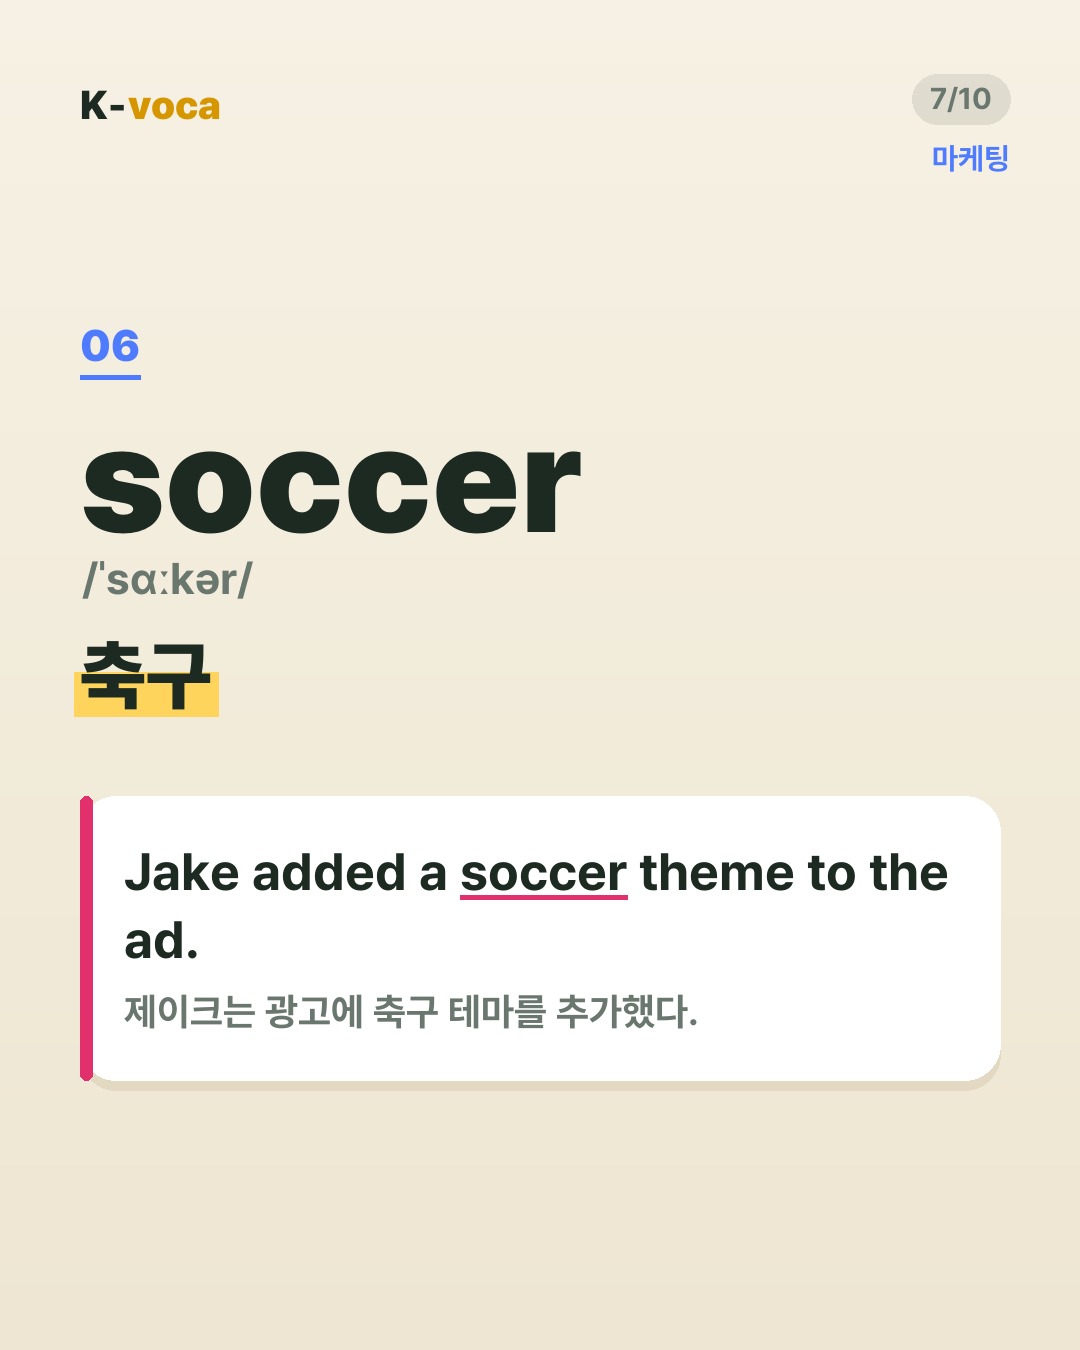 K-voca
7/10
마케팅
06
soccer
/ˈsɑːkər/
축구
Jake added a soccer theme to the
ad.
제이크는 광고에 축구 테마를 추가했다.